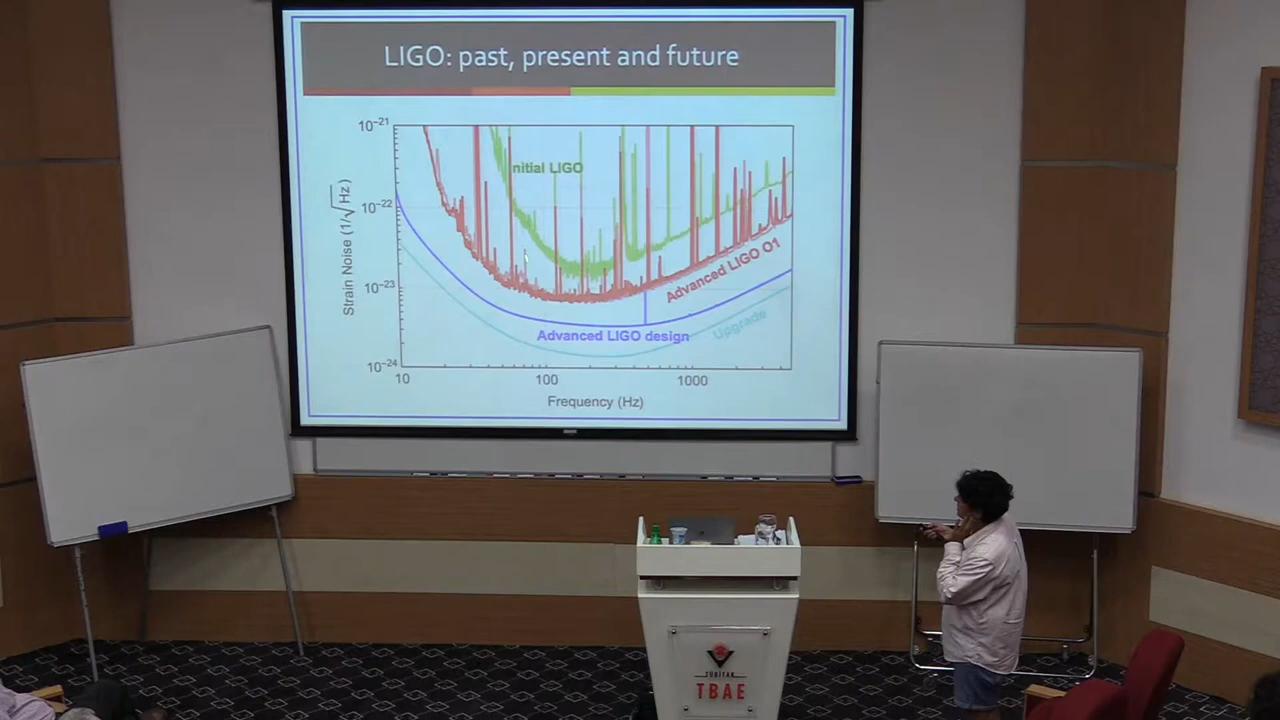 LIGO: past, present and future
10−21
10−22
10−23
10−24
Strain Noise (1/√Hz)
nitial LIGO
Advanced LIGO O1
Advanced LIGO design
Upgrade
10
100
1000
Frequency (Hz)
TÜBİTAK
TBAE